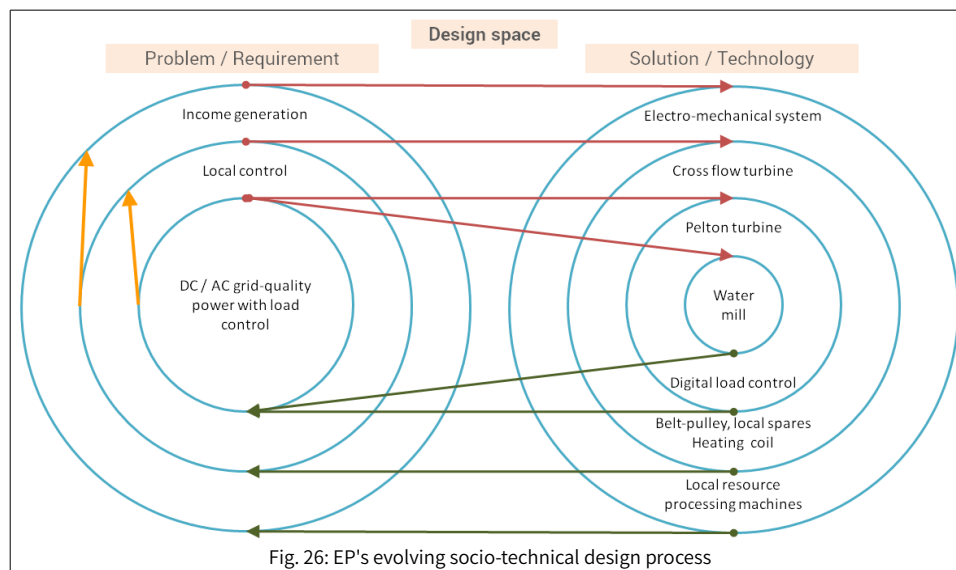 Design space
Problem / Requirement
Solution / Technology
Income generation
Electro-mechanical system
Local control
Cross flow turbine
Pelton turbine
DC / AC grid-quality
power with load
control
Water
mill
Digital load control
Belt-pulley, local spares
Heating coil
Local resource
processing machines
Fig. 26: EP's evolving socio-technical design process